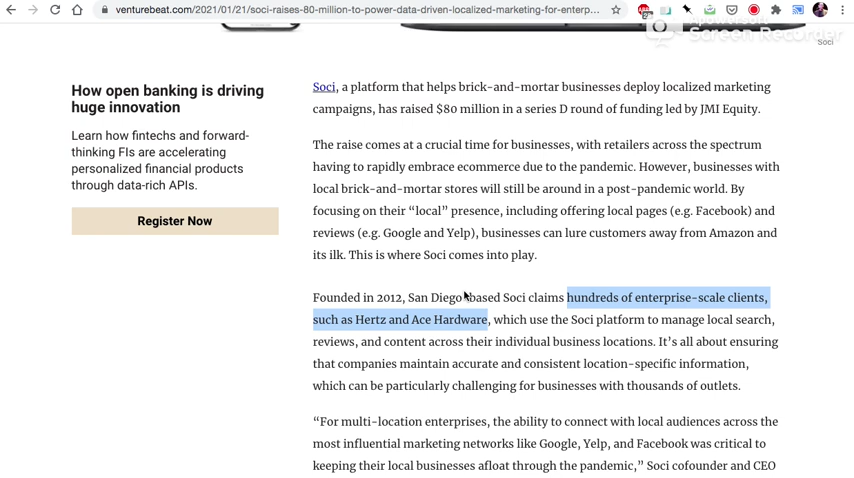 venturebeat.com/2021/01/21/soci-raises-80-million-to-power-data-driven-localized-marketing-for-enterp...
Screen Recorder
Soci
How open banking is driving
huge innovation
Learn how fintechs and forward-
thinking FIs are accelerating
personalized financial products
through data-rich APIs.
Register Now
Soci, a platform that helps brick-and-mortar businesses deploy localized marketing
campaigns, has raised $80 million in a series D round of funding led by JMI Equity.
The raise comes at a crucial time for businesses, with retailers across the spectrum
having to rapidly embrace ecommerce due to the pandemic. However, businesses with
local brick-and-mortar stores will still be around in a post-pandemic world. By
focusing on their “local” presence, including offering local pages (e.g. Facebook) and
reviews (e.g. Google and Yelp), businesses can lure customers away from Amazon and
its ilk. This is where Soci comes into play.
Founded in 2012, San Diego-based Soci claims hundreds of enterprise-scale clients,
such as Hertz and Ace Hardware, which use the Soci platform to manage local search,
reviews, and content across their individual business locations. It’s all about ensuring
that companies maintain accurate and consistent location-specific information,
which can be particularly challenging for businesses with thousands of outlets.
“For multi-location enterprises, the ability to connect with local audiences across the
most influential marketing networks like Google, Yelp, and Facebook was critical to
keeping their local businesses afloat through the pandemic,” Soci cofounder and CEO